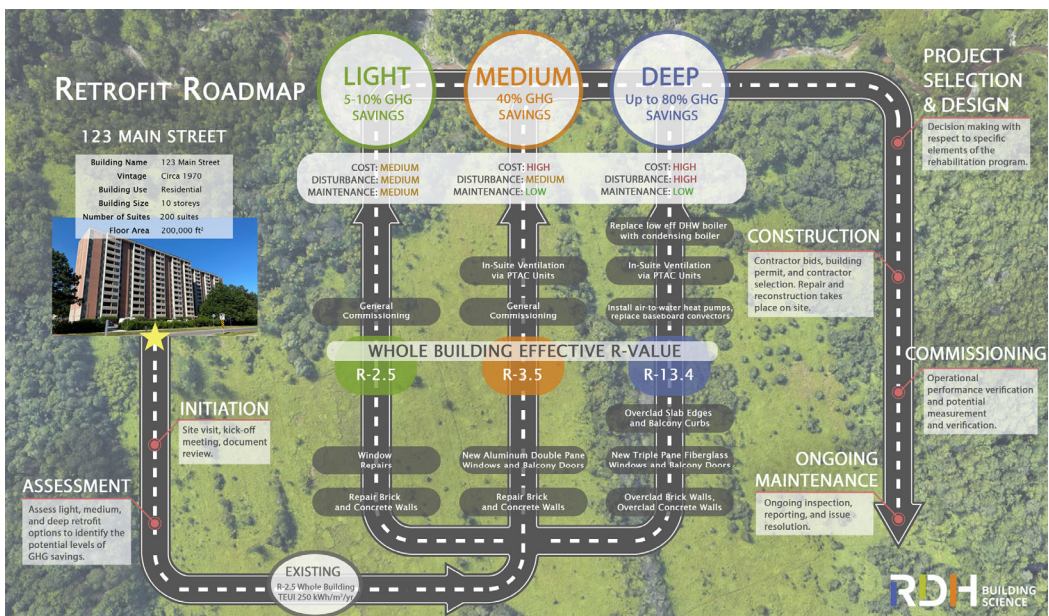 RETROFIT ROADMAP
123 MAIN STREET
Building Name 123 Main Street
Vintage Circa 1970
Building Use Residential
Building Size 10 storeys
Number of Suites 200 suites
Floor Area 200,000 ft²
INITIATION
Site visit, kick-off
meeting, document
review.
ASSESSMENT
Assess light, medium,
and deep retrofit
options to identify the
potential levels of
GHG savings.
EXISTING
R-2.5 Whole Building
TEUI 250 kWh/m²/yr
LIGHT
5-10% GHG
SAVINGS
COST: MEDIUM
DISTURBANCE: MEDIUM
MAINTENANCE: MEDIUM
General
Commissioning
MEDIUM
40% GHG
SAVINGS
COST: HIGH
DISTURBANCE: MEDIUM
MAINTENANCE: LOW
In-Suite Ventilation
via PTAC Units
General
Commissioning
DEEP
Up to 80% GHG
SAVINGS
COST: HIGH
DISTURBANCE: HIGH
MAINTENANCE: LOW
Replace low eff DHW boiler
with condensing boiler
In-Suite Ventilation
via PTAC Units
Install air-to-water heat pumps,
replace baseboard convectors
WHOLE BUILDING EFFECTIVE R-VALUE
R-2.5
R-3.5
R-13.4
Window
Repairs
Repair Brick
and Concrete Walls
New Aluminum Double Pane
Windows and Balcony Doors
Repair Brick
and Concrete Walls
Overclad Slab Edges
and Balcony Curbs
New Triple Pane Fiberglass
Windows and Balcony Doors
Overclad Brick Walls,
Overclad Concrete Walls
PROJECT
SELECTION
& DESIGN
Decision making with
respect to specific
elements of the
rehabilitation program.
CONSTRUCTION
Contractor bids, building
permit, and contractor
selection. Repair and
reconstruction takes
place on site.
COMMISSIONING
Operational
performance verification
and potential
measurement
and verification.
ONGOING
MAINTENANCE
Ongoing inspection,
reporting, and issue
resolution.
RDH BUILDING
SCIENCE